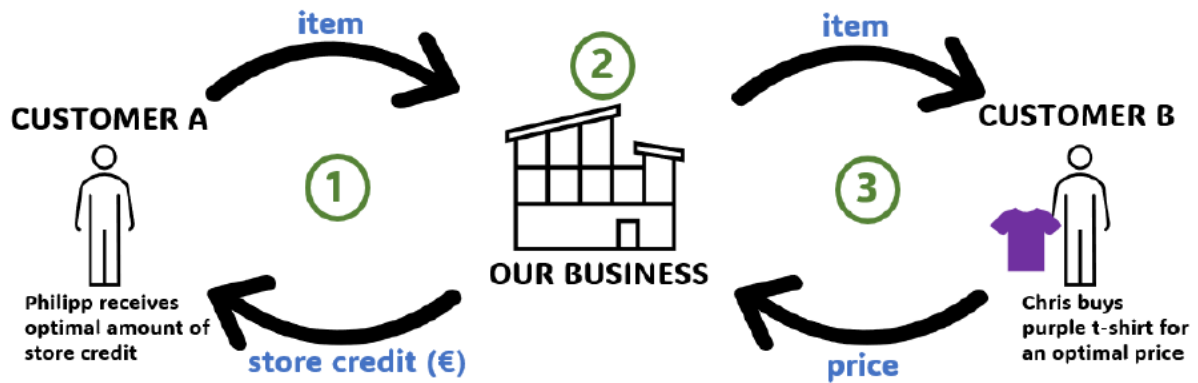 item
item
2
CUSTOMER A
CUSTOMER B
1
3
OUR BUSINESS
Philipp receives
optimal amount of
store credit
Chris buys
purple t-shirt for
an optimal price
store credit (€)
price